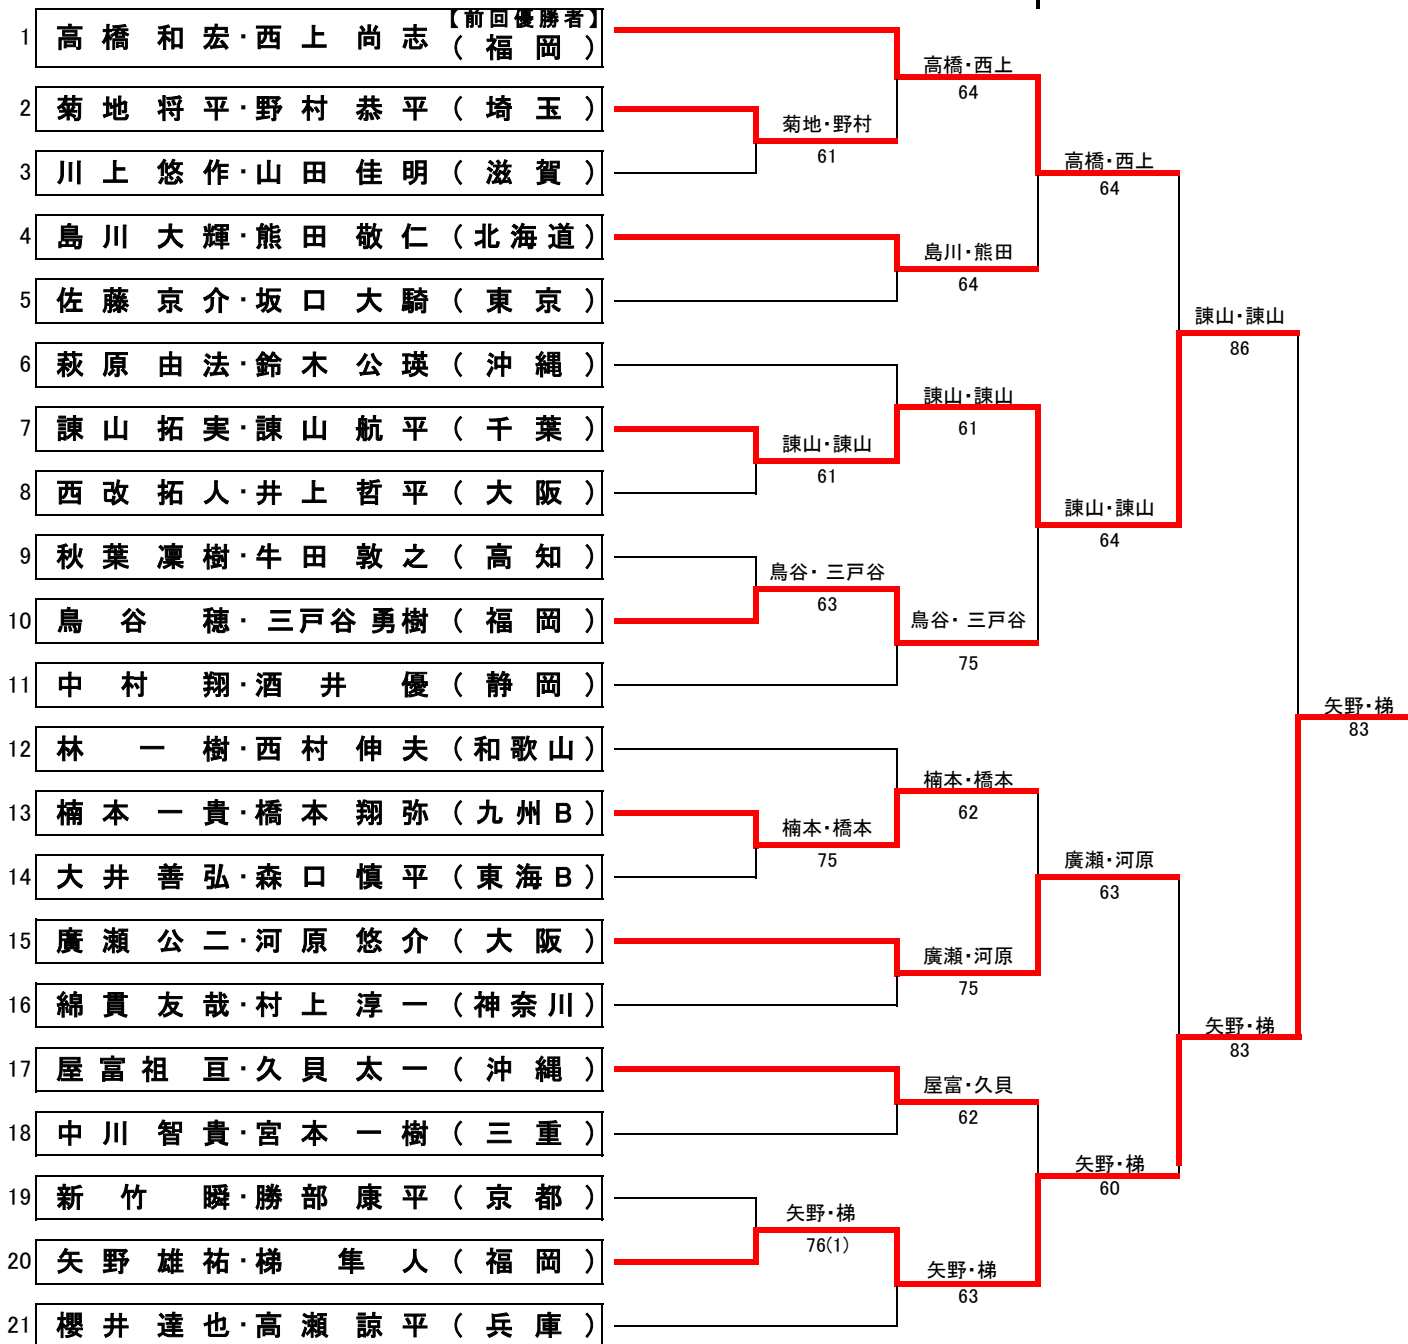 【前回優勝者】
1 高橋 和宏・西上 尚志 (福岡)
2 菊地 将平・野村 恭平 (埼玉)
3 川上 悠作・山田 佳明 (滋賀)
4 島川 大輝・熊田 敬仁 (北海道)
5 佐藤 京介・坂口 大騎 (東京)
6 萩原 由法・鈴木 公瑛 (沖縄)
7 諫山 拓実・諫山 航平 (千葉)
8 西改 拓人・井上 哲平 (大阪)
9 秋葉 凜樹・牛田 敦之 (高知)
10 鳥谷 穂・三戸谷 勇樹 (福岡)
11 中村 翔・酒井 優 (静岡)
12 林 一樹・西村 伸夫 (和歌山)
13 楠本 一貴・橋本 翔弥 (九州B)
14 大井 善弘・森口 慎平 (東海B)
15 廣瀬 公二・河原 悠介 (大阪)
16 綿貫 友哉・村上 淳一 (神奈川)
17 屋富祖 亘・久貝 太一 (沖縄)
18 中川 智貴・宮本 一樹 (三重)
19 新竹 瞬・勝部 康平 (京都)
20 矢野 雄祐・梯 隼人 (福岡)
21 櫻井 達也・高瀬 諒平 (兵庫)
菊地・野村
61
諫山・諫山
61
鳥谷・三戸谷
63
楠本・橋本
75
矢野・梯
76(1)
高橋・西上
64
島川・熊田
64
諫山・諫山
61
鳥谷・三戸谷
75
楠本・橋本
62
廣瀬・河原
75
屋富・久貝
62
矢野・梯
63
高橋・西上
64
諫山・諫山
64
廣瀬・河原
63
矢野・梯
60
諫山・諫山
86
矢野・梯
83
矢野・梯
83